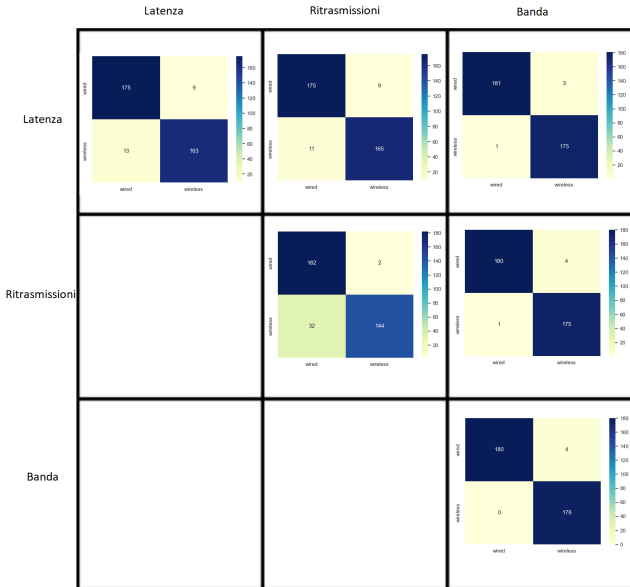 Latenza Ritrasmissioni Banda
Latenza
wired 175 9
wireless 13 163
wired wireless
160
140
120
100
80
60
40
20
wired 175 9
wireless 11 165
wired wireless
160
140
120
100
80
60
40
20
wired 181 3
wireless 1 175
wired wireless
180
160
140
120
100
80
60
40
20
Ritrasmissioni
wired 182 2
wireless 32 144
wired wireless
180
160
140
120
100
80
60
40
20
wired 180 4
wireless 1 175
wired wireless
180
160
140
120
100
80
60
40
20
Banda
wired 180 4
wireless 0 176
wired wireless
180
160
140
120
100
80
60
40
20
0